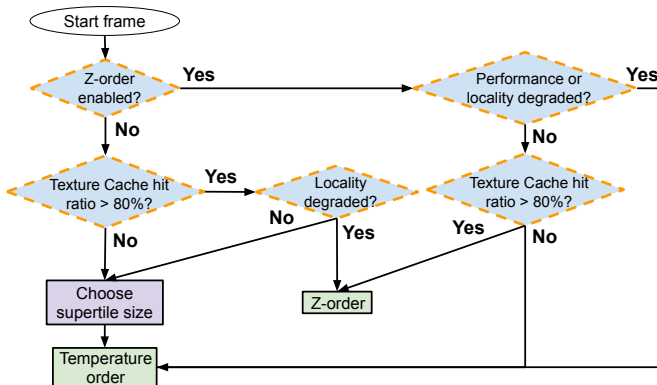 Start frame
Z-order
enabled?
Yes
Performance or
locality degraded?
Yes
No
No
Texture Cache hit
ratio > 80%?
Yes
Locality
degraded?
Texture Cache hit
ratio > 80%?
No
No
Yes
Yes
No
Choose
supertile size
Z-order
Temperature
order